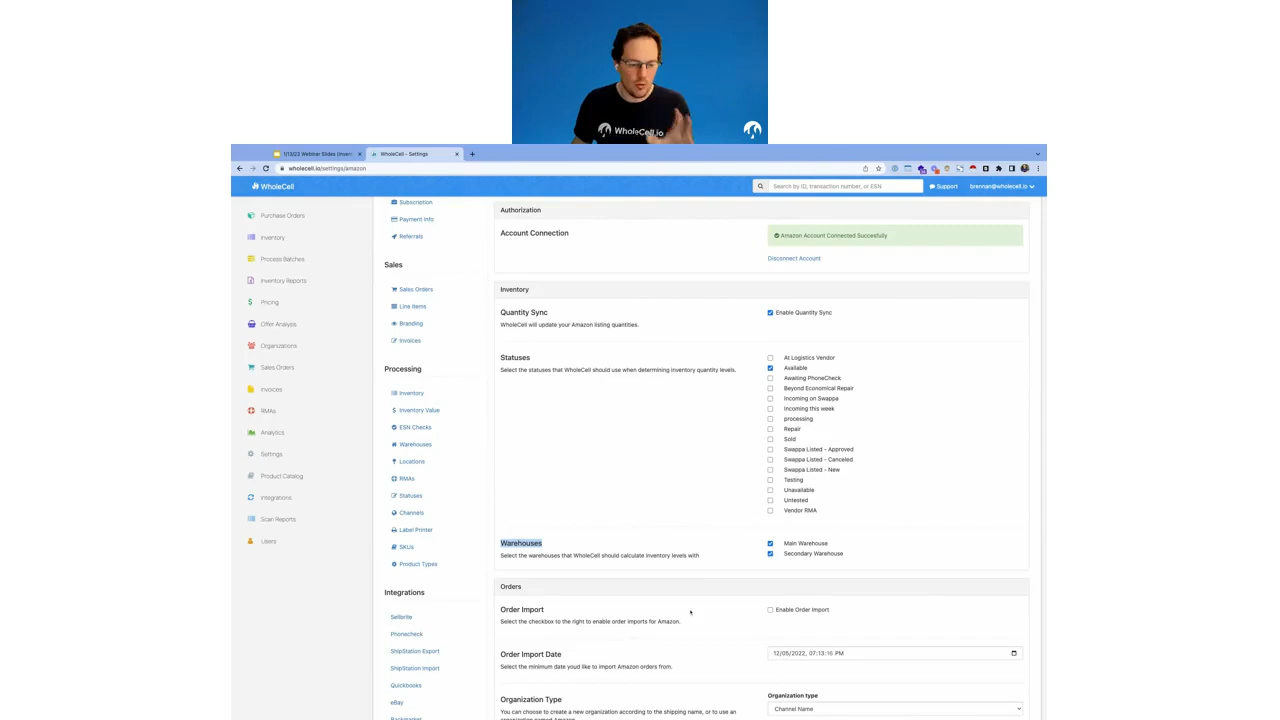 WholeCell.io
1/13/23 Webinar Slides (Inven
WholeCell - Settings
wholecell.io/settings/amazon
WholeCell
Search by ID, transaction number, or ESN
Support
brennan@wholecell.io
Purchase Orders
Inventory
Process Batches
Inventory Reports
Pricing
Offer Analysis
Organizations
Sales Orders
Invoices
RMAs
Analytics
Settings
Product Catalog
Integrations
Scan Reports
Users
Subscription
Payment Info
Referrals
Sales
Sales Orders
Line Items
Branding
Invoices
Processing
Inventory
Inventory Value
ESN Checks
Warehouses
Locations
RMAs
Statuses
Channels
Label Printer
SKUs
Product Types
Integrations
Sellbrite
Phonecheck
ShipStation Export
ShipStation Import
Quickbooks
eBay
Backmarket
Authorization
Account Connection
Amazon Account Connected Succesfully
Disconnect Account
Inventory
Quantity Sync
Enable Quantity Sync
WholeCell will update your Amazon listing quantities.
Statuses
Select the statuses that WholeCell should use when determining inventory quantity levels.
At Logistics Vendor
Available
Awaiting PhoneCheck
Beyond Economical Repair
Incoming on Swappa
Incoming this week
processing
Repair
Sold
Swappa Listed - Approved
Swappa Listed - Canceled
Swappa Listed - New
Testing
Unavailable
Untested
Vendor RMA
Warehouses
Select the warehouses that WholeCell should calculate inventory levels with
Main Warehouse
Secondary Warehouse
Orders
Order Import
Enable Order Import
Select the checkbox to the right to enable order imports for Amazon.
Order Import Date
12/05/2022, 07:13:16 PM
Select the minimum date you'd like to import Amazon orders from.
Organization Type
Organization type
You can choose to create a new organization according to the shipping name, or to use an
Channel Name
organization named Amazon